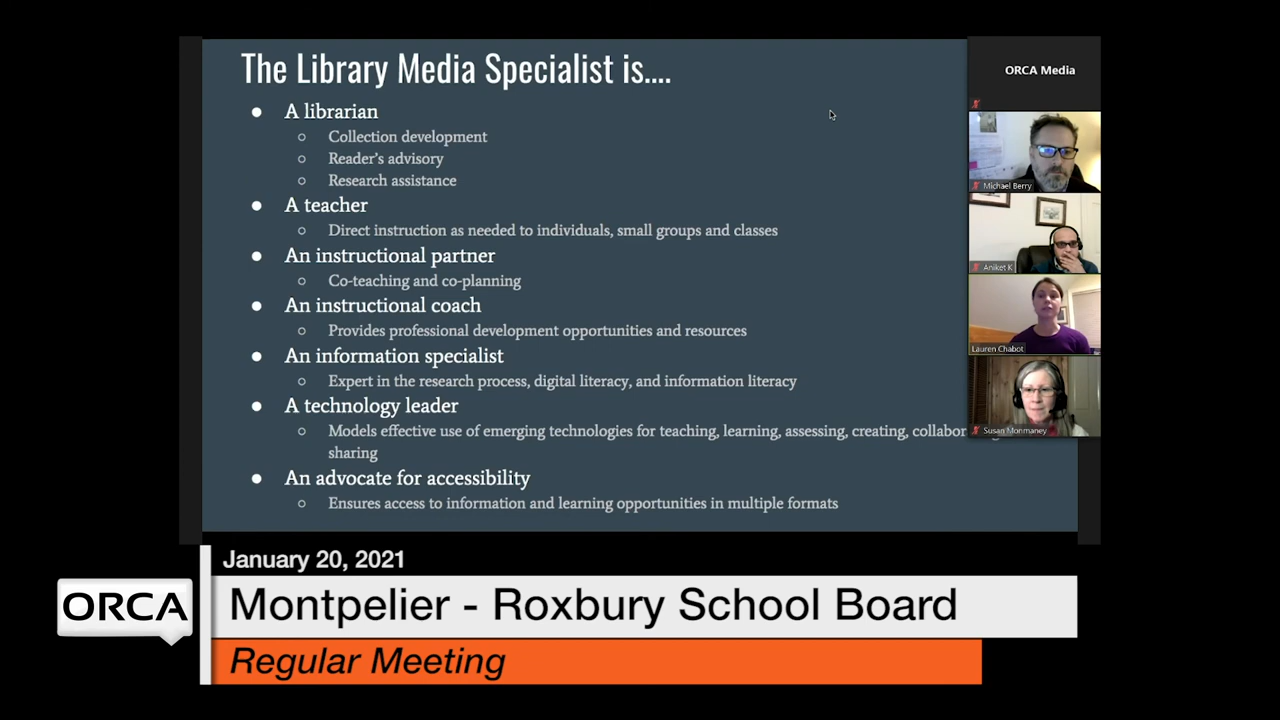 The Library Media Specialist is....
● A librarian
○ Collection development
○ Reader's advisory
○ Research assistance
● A teacher
○ Direct instruction as needed to individuals, small groups and classes
● An instructional partner
○ Co-teaching and co-planning
● An instructional coach
○ Provides professional development opportunities and resources
● An information specialist
○ Expert in the research process, digital literacy, and information literacy
● A technology leader
○ Models effective use of emerging technologies for teaching, learning, assessing, creating,
sharing
● An advocate for accessibility
○ Ensures access to information and learning opportunities in multiple formats
ORCA Media
Michael Berry
Aniket K
Lauren Chabot
Susan Monmaney
January 20, 2021
ORCA
Montpelier - Roxbury School Board
Regular Meeting